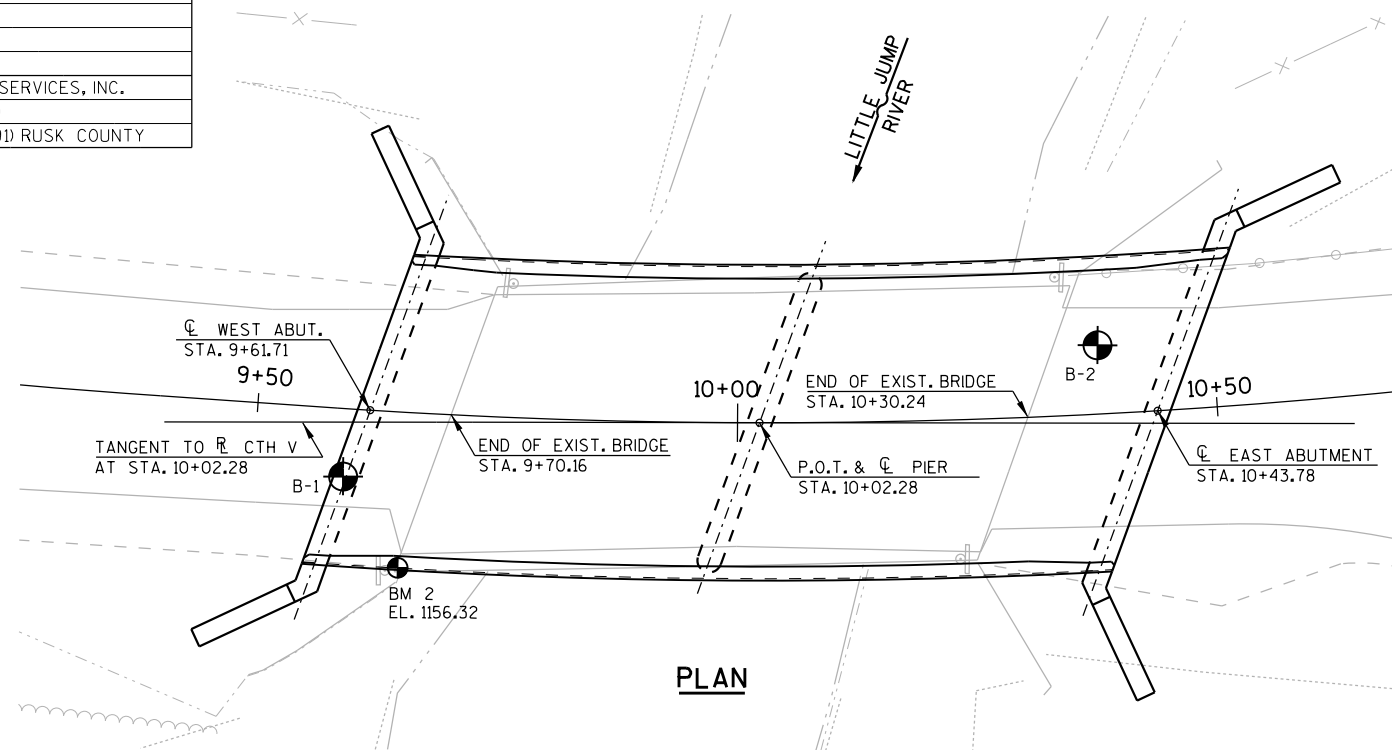 SERVICES, INC.
1) RUSK COUNTY
LITTLE JUMP
RIVER
℄ WEST ABUT.
STA. 9+61.71
9+50
10+00
END OF EXIST. BRIDGE
STA. 10+30.24
B-2
10+50
TANGENT TO R℄ CTH V
AT STA. 10+02.28
B-1
END OF EXIST. BRIDGE
STA. 9+70.16
P.O.T. & ℄ PIER
STA. 10+02.28
℄ EAST ABUTMENT
STA. 10+43.78
BM 2
EL. 1156.32
PLAN